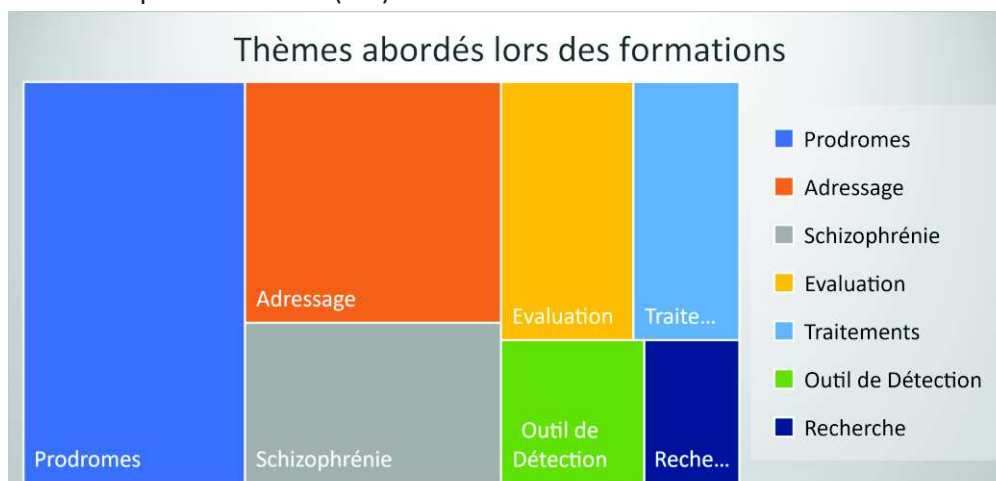 Thèmes abordés lors des formations
Adressage
Evaluation
Traite...
Prodromes
Schizophrénie
Outil de
Détection
Reche...
Prodromes
Adressage
Schizophrénie
Evaluation
Traitements
Outil de Détection
Recherche